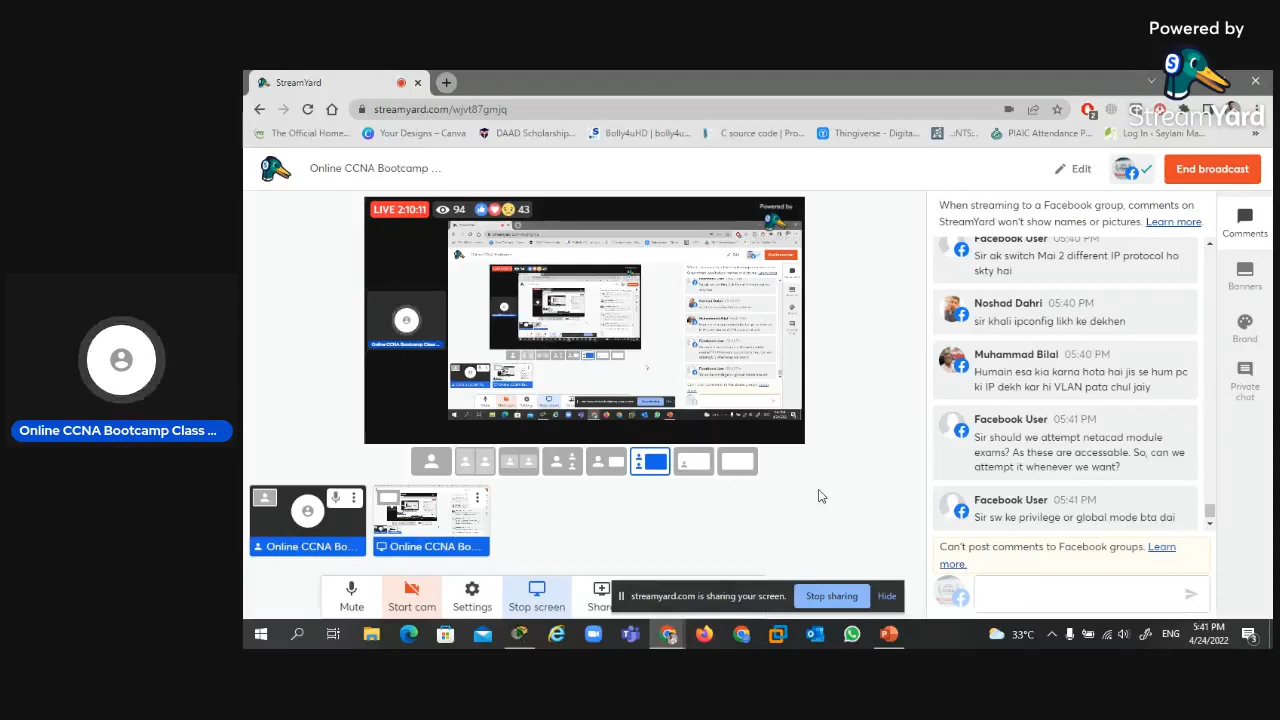 Powered by
StreamYard
StreamYard
streamyard.com/wjvt87gmjq
The Official Home...
Your Designs - Canva
DAAD Scholarship...
Bolly4uHD | bolly4u...
C source code | Pro...
Thingiverse - Digita...
..::NTS:.
PIAIC Attendance P...
Log In ‹ Saylani Ma...
»
Online CCNA Bootcamp ...
Edit
End broadcast
LIVE 2:10:11
94
43
Powered by
When streaming to a Facebook group, comments on
StreamYard won't show names or pictures. Learn more.
Facebook User 05:40 PM
Sir ak switch Mai 2 different IP protocol ho
skty hai
Noshad Dahri 05:40 PM
sir khali ipconig likh ke dekhen
Muhammad Bilal 05:40 PM
Humain esa kia karna hota hai jis se hum pc
ki IP dekh kar hi VLAN pata chul jaiy
Facebook User 05:41 PM
Sir should we attempt netacad module
exams? As these are accessable. So, can we
attempt it whenever we want?
Facebook User 05:41 PM
Sir sw ke privilege or global mode bta dain
Can't post comments to Facebook groups. Learn
more.
Comments
Banners
Brand
Private
chat
Online CCNA Bootcamp Class ...
Online CCNA Bo...
Online CCNA Bo...
Mute
Start cam
Settings
Stop screen
Shar
streamyard.com is sharing your screen.
Stop sharing
Hide
33°C
ENG
5:41 PM
4/24/2022
3